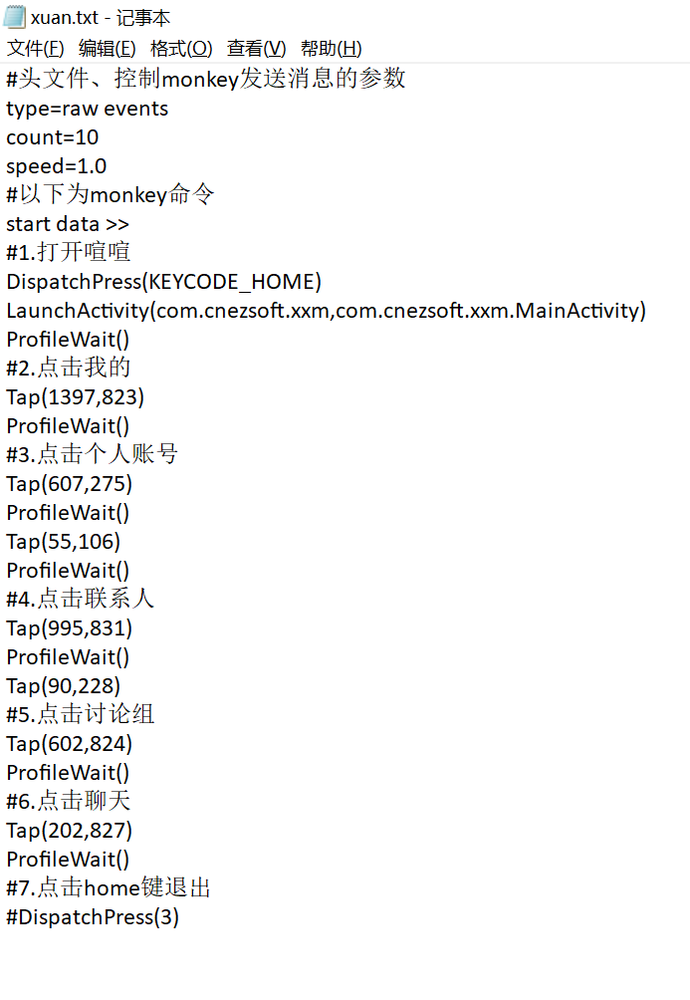 xuan.txt - 记事本
文件(F) 编辑(E) 格式(O) 查看(V) 帮助(H)
#头文件、控制monkey发送消息的参数
type=raw events
count=10
speed=1.0
#以下为monkey命令
start data >>
#1.打开喧喧
DispatchPress(KEYCODE_HOME)
LaunchActivity(com.cnezsoft.xxm,com.cnezsoft.xxm.MainActivity)
ProfileWait()
#2.点击我的
Tap(1397,823)
ProfileWait()
#3.点击个人账号
Tap(607,275)
ProfileWait()
Tap(55,106)
ProfileWait()
#4.点击联系人
Tap(995,831)
ProfileWait()
Tap(90,228)
#5.点击讨论组
Tap(602,824)
ProfileWait()
#6.点击聊天
Tap(202,827)
ProfileWait()
#7.点击home键退出
#DispatchPress(3)